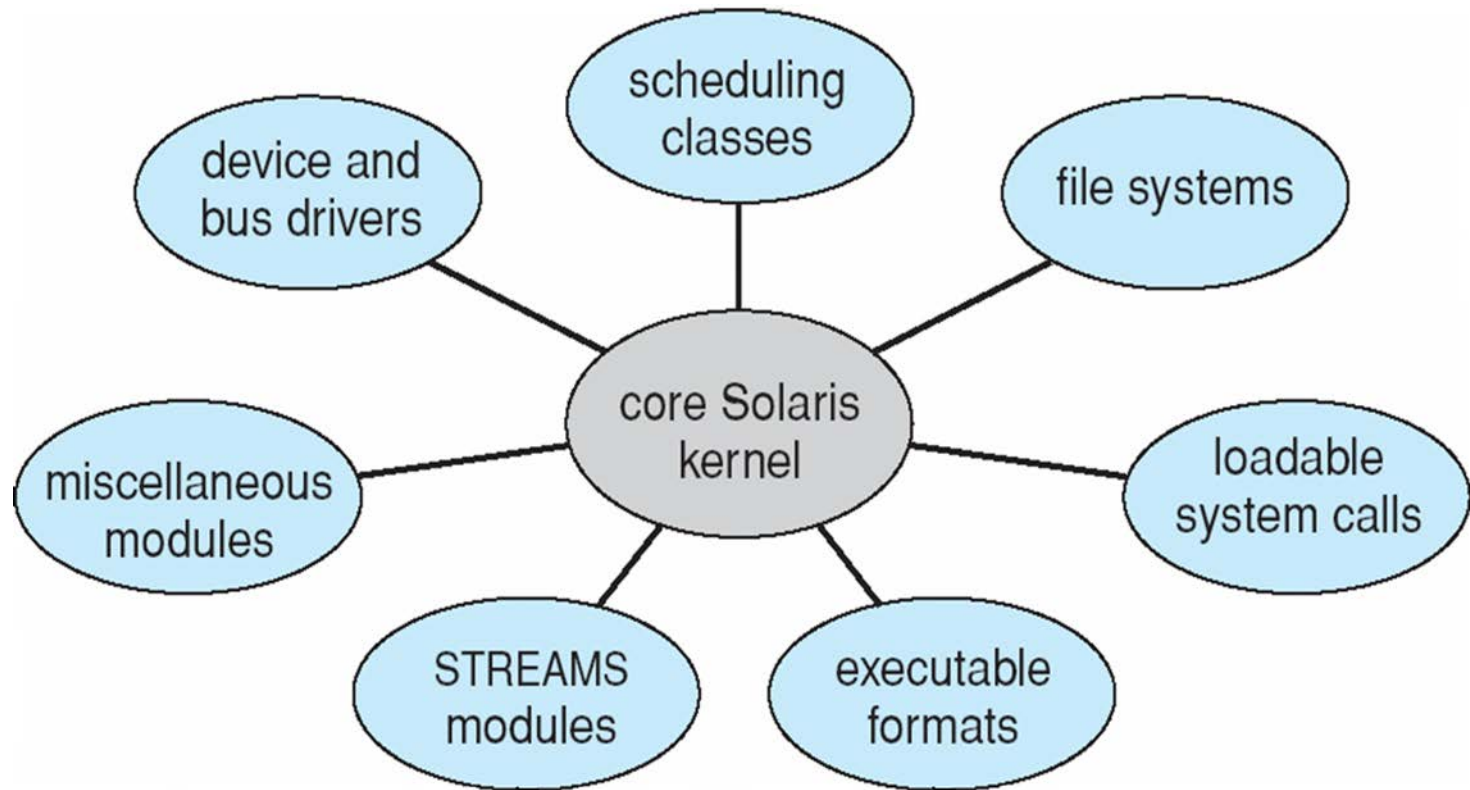 scheduling
classes
device and
bus drivers
file systems
core Solaris
kernel
loadable
system calls
miscellaneous
modules
STREAMS
modules
executable
formats